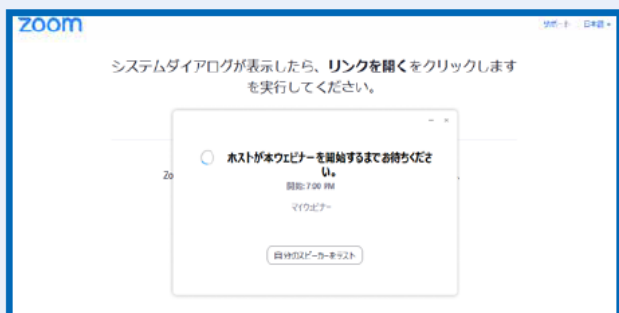 zoom
サポート 日本語
システムダイアログが表示したら、リンクを開くをクリックします
を実行してください。
ホストが本ウェビナーを開始するまでお待ちくださ
い。
Zo
開始: 7:00 PM
マイウェビナー
自分のスピーカーをテスト